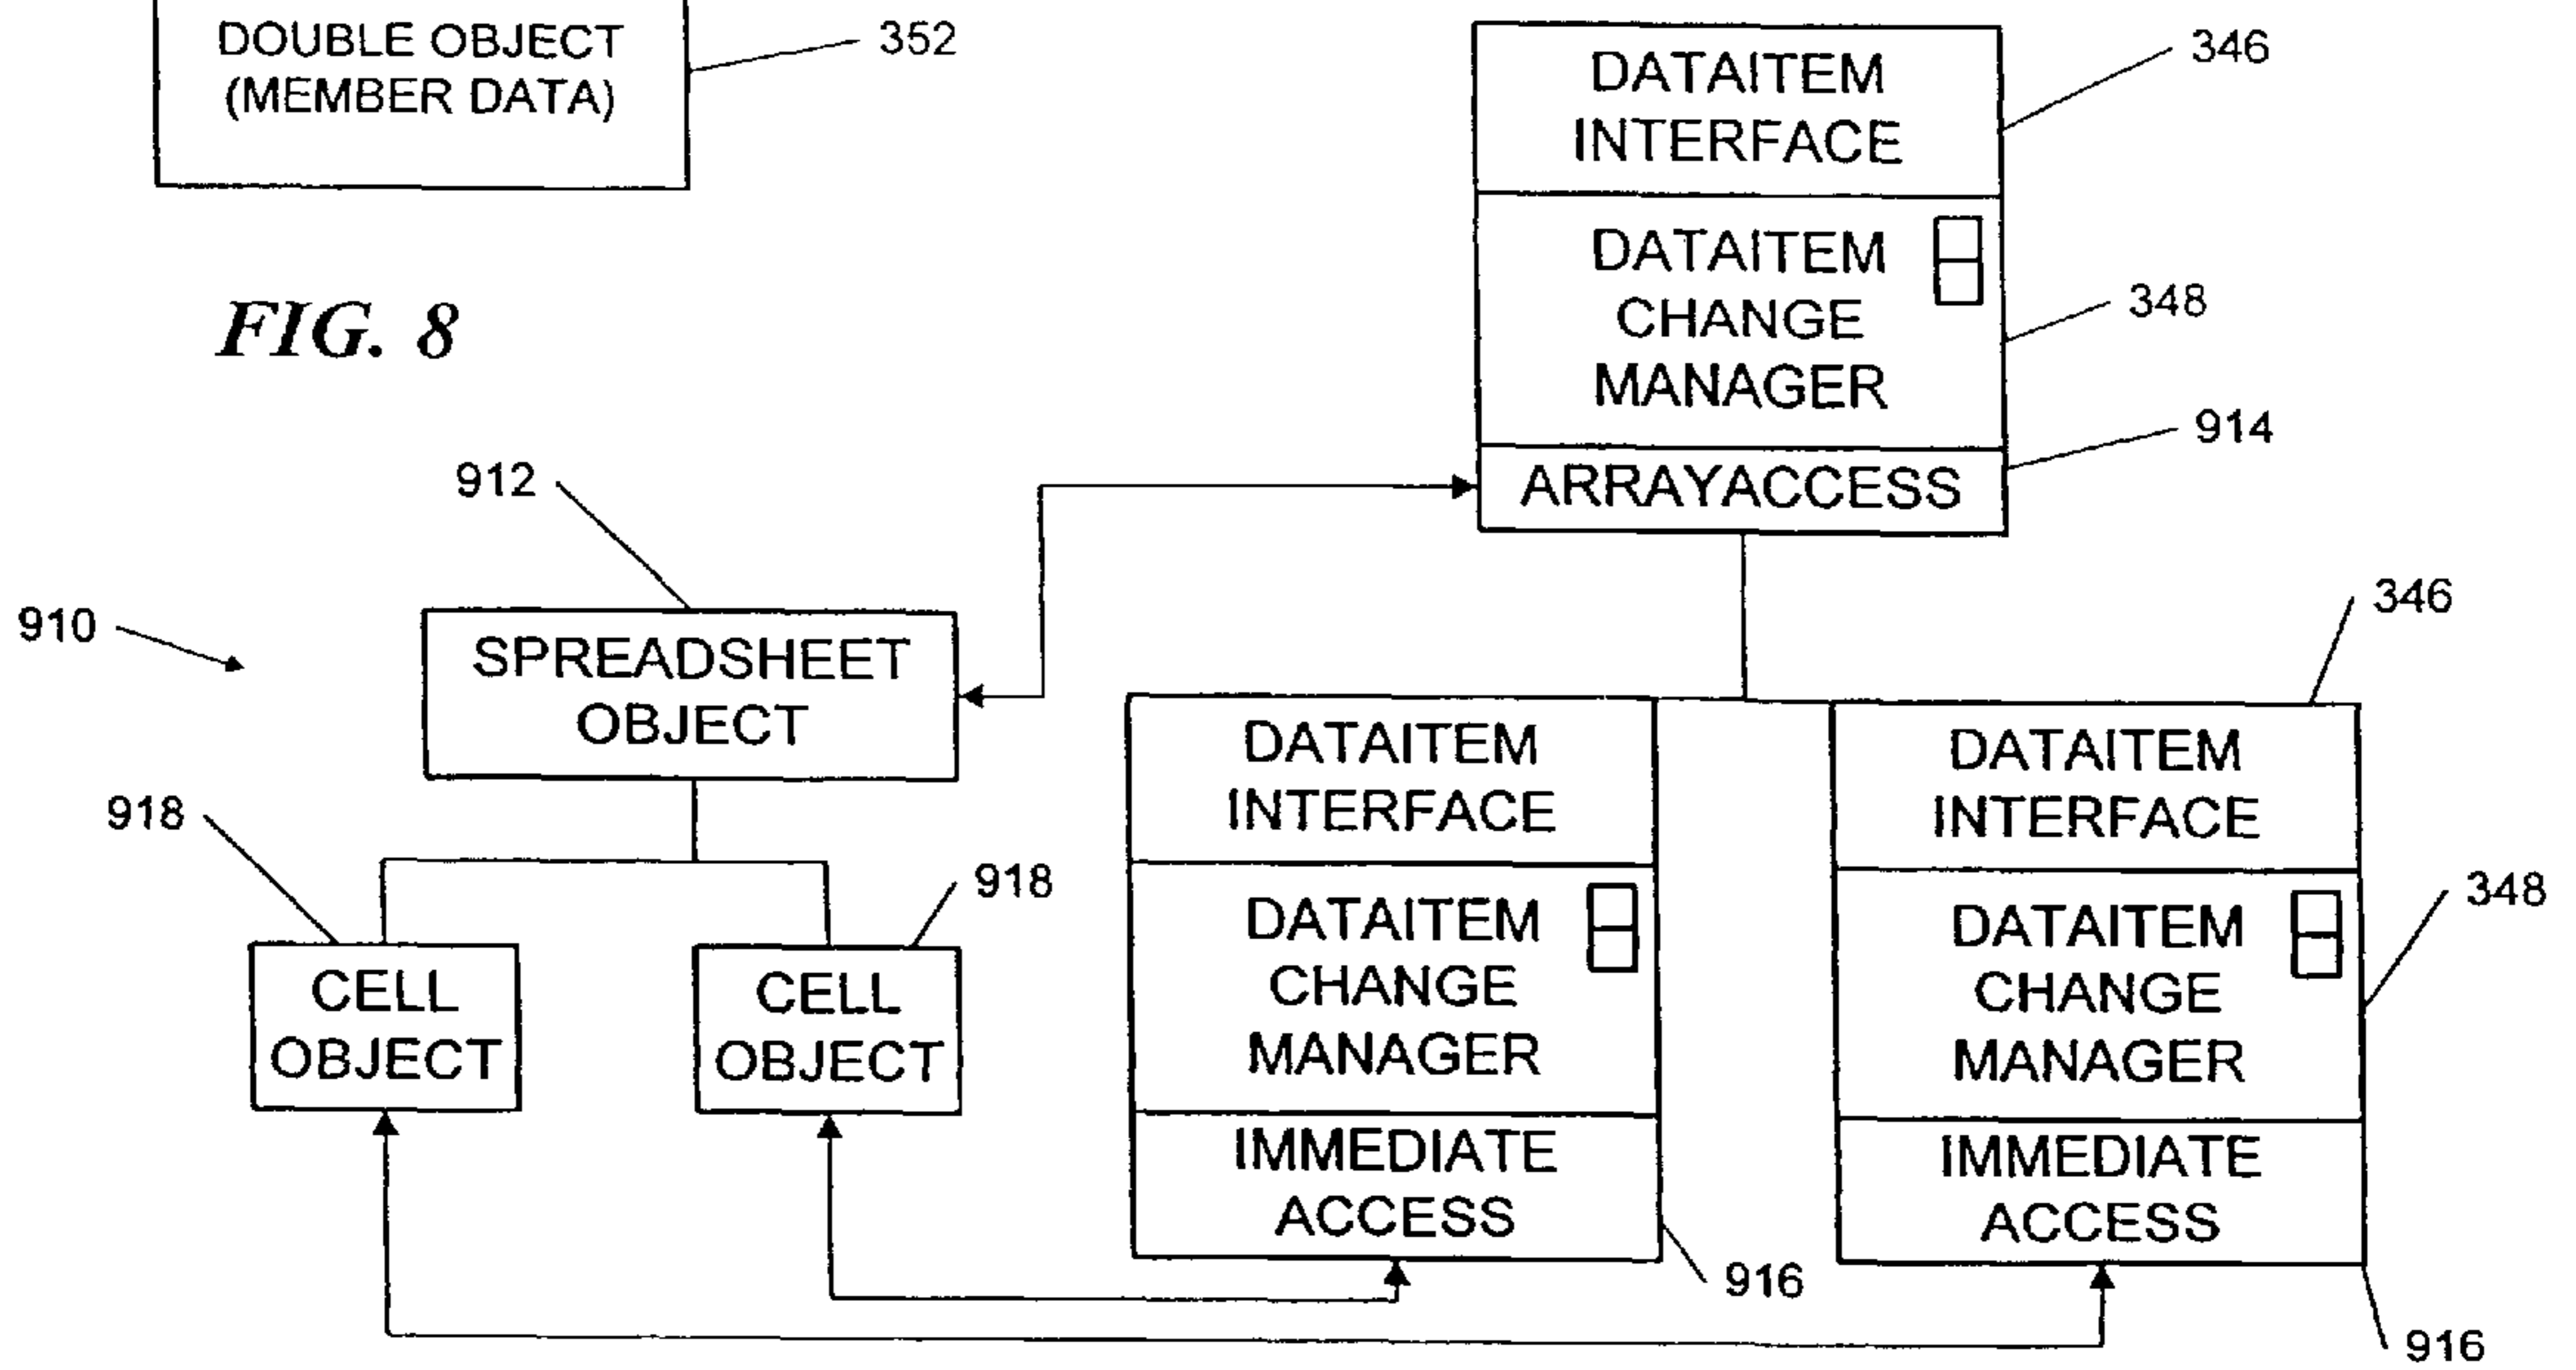 DOUBLE OBJECT
(MEMBER DATA)
352
FIG. 8
DATAITEM
INTERFACE
346
DATAITEM
CHANGE
MANAGER
348
ARRAYACCESS
914
912
910
SPREADSHEET
OBJECT
918
CELL
OBJECT
918
CELL
OBJECT
DATAITEM
INTERFACE
DATAITEM
CHANGE
MANAGER
IMMEDIATE
ACCESS
916
346
DATAITEM
INTERFACE
DATAITEM
CHANGE
MANAGER
348
IMMEDIATE
ACCESS
916